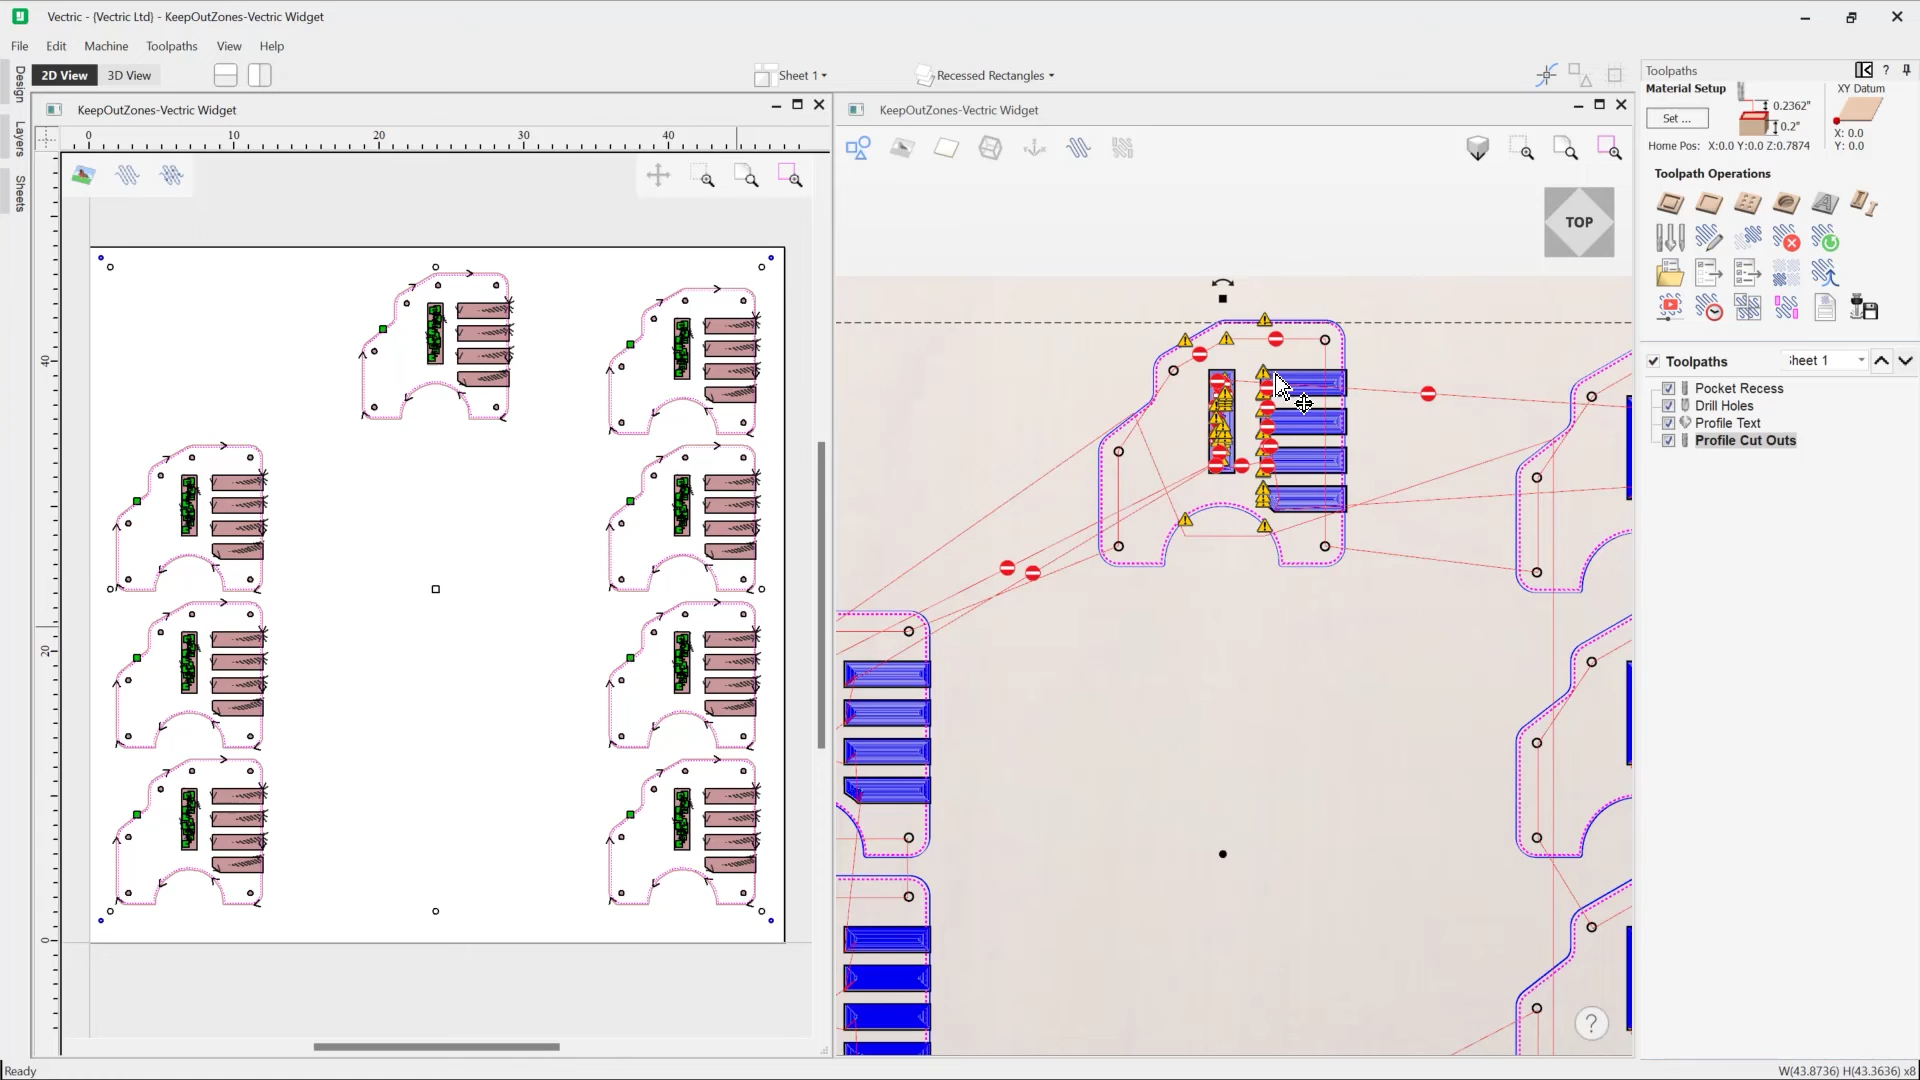 Vectric - {Vectric Ltd} - KeepOutZones-Vectric Widget
File Edit Machine Toolpaths View Help
2D View 3D View Sheet 1 Recessed Rectangles
Design
Layers
Sheets
KeepOutZones-Vectric Widget
0 10 20 30 40
40
20
0
KeepOutZones-Vectric Widget
TOP
?
Toolpaths ?
Material Setup
Set ...
0.2362"
0.2"
XY Datum
X: 0.0
Y: 0.0
Home Pos: X:0.0 Y:0.0 Z:0.7874
Toolpath Operations
Toolpaths heet 1
Pocket Recess
Drill Holes
Profile Text
Profile Cut Outs
Ready
W(43.8736) H(43.3636) x8